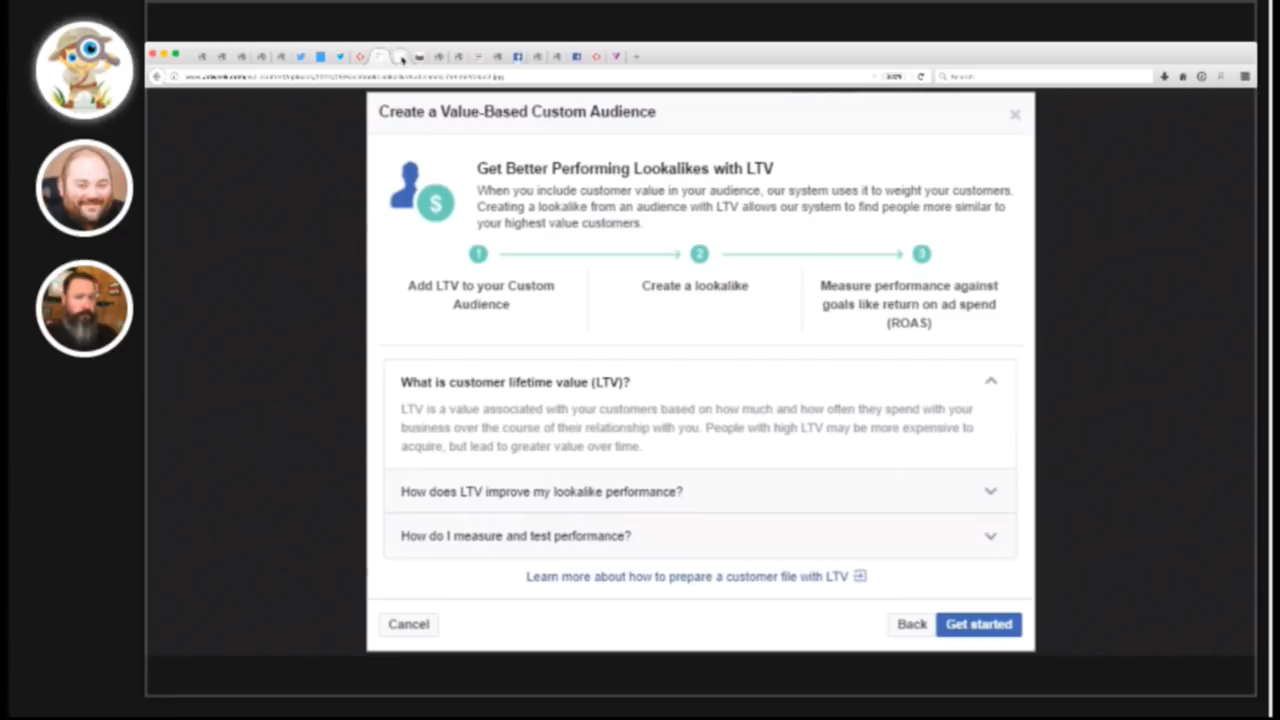 Create a Value-Based Custom Audience
Get Better Performing Lookalikes with LTV
When you include customer value in your audience, our system uses it to weight your customers.
Creating a lookalike from an audience with LTV allows our system to find people more similar to
your highest value customers.
$
1
2
3
Add LTV to your Custom
Audience
Create a lookalike
Measure performance against
goals like return on ad spend
(ROAS)
What is customer lifetime value (LTV)?
LTV is a value associated with your customers based on how much and how often they spend with your
business over the course of their relationship with you. People with high LTV may be more expensive to
acquire, but lead to greater value over time.
How does LTV improve my lookalike performance?
How do I measure and test performance?
Learn more about how to prepare a customer file with LTV
Cancel
Back
Get started